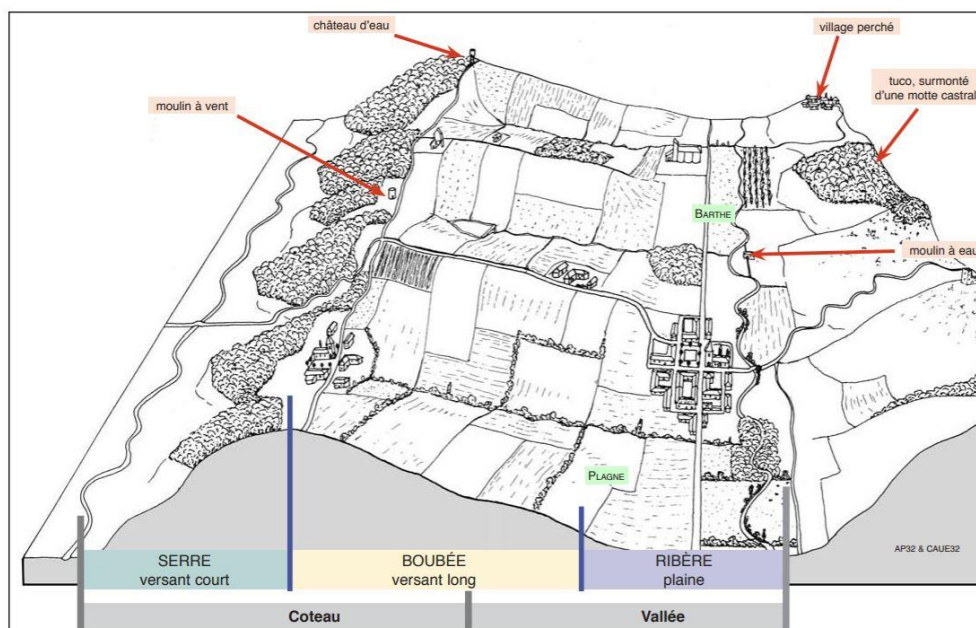 château d'eau
village perché
tuco, surmonté
d'une motte castral
moulin à vent
BARTHE
moulin à eau
PLAGNE
AP32 & CAUE32
SERRE
versant court
BOUBÉE
versant long
RIBÈRE
plaine
Coteau
Vallée